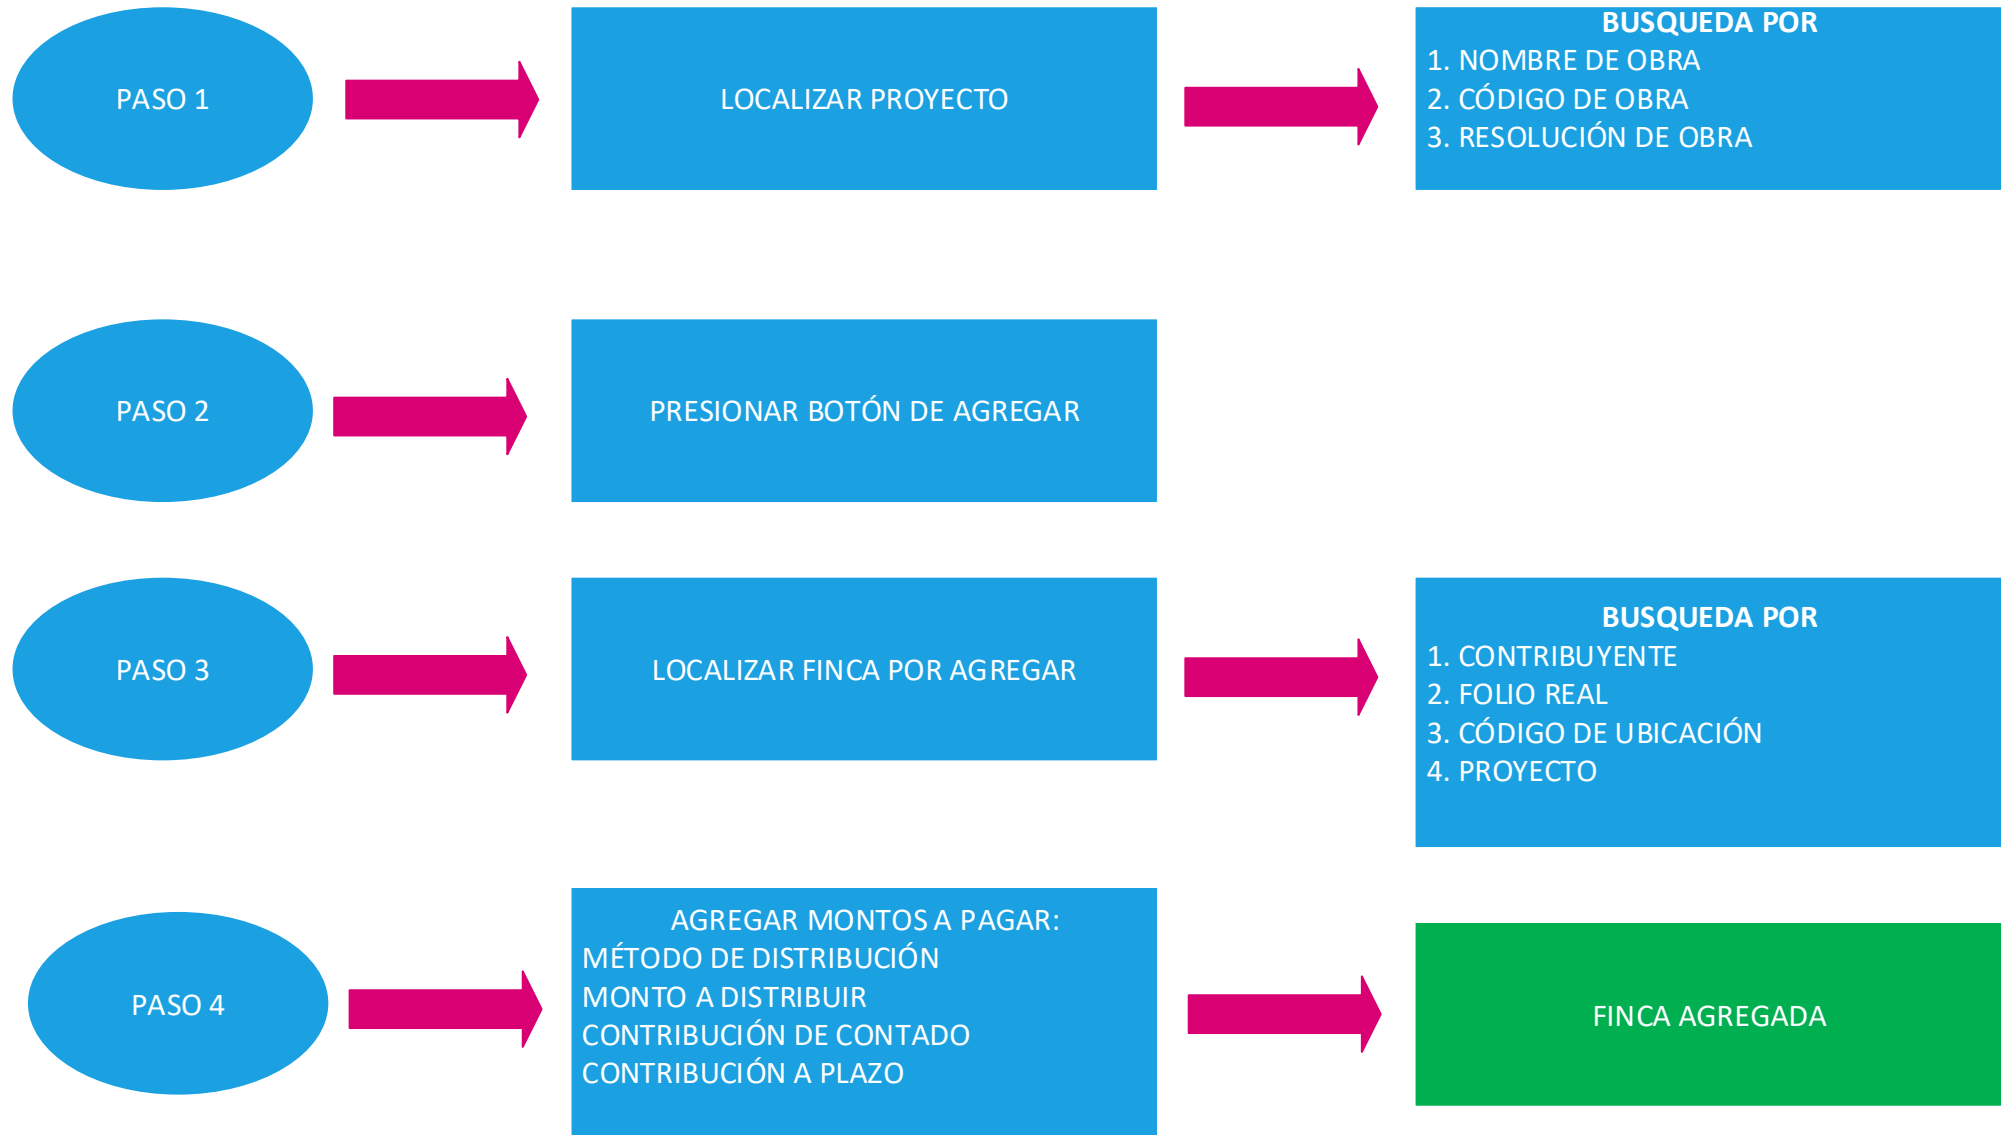 PASO 1
LOCALIZAR PROYECTO
BUSQUEDA POR
1. NOMBRE DE OBRA
2. CÓDIGO DE OBRA
3. RESOLUCIÓN DE OBRA
PASO 2
PRESIONAR BOTÓN DE AGREGAR
PASO 3
LOCALIZAR FINCA POR AGREGAR
BUSQUEDA POR
1. CONTRIBUYENTE
2. FOLIO REAL
3. CÓDIGO DE UBICACIÓN
4. PROYECTO
PASO 4
AGREGAR MONTOS A PAGAR:
MÉTODO DE DISTRIBUCIÓN
MONTO A DISTRIBUIR
CONTRIBUCIÓN DE CONTADO
CONTRIBUCIÓN A PLAZO
FINCA AGREGADA